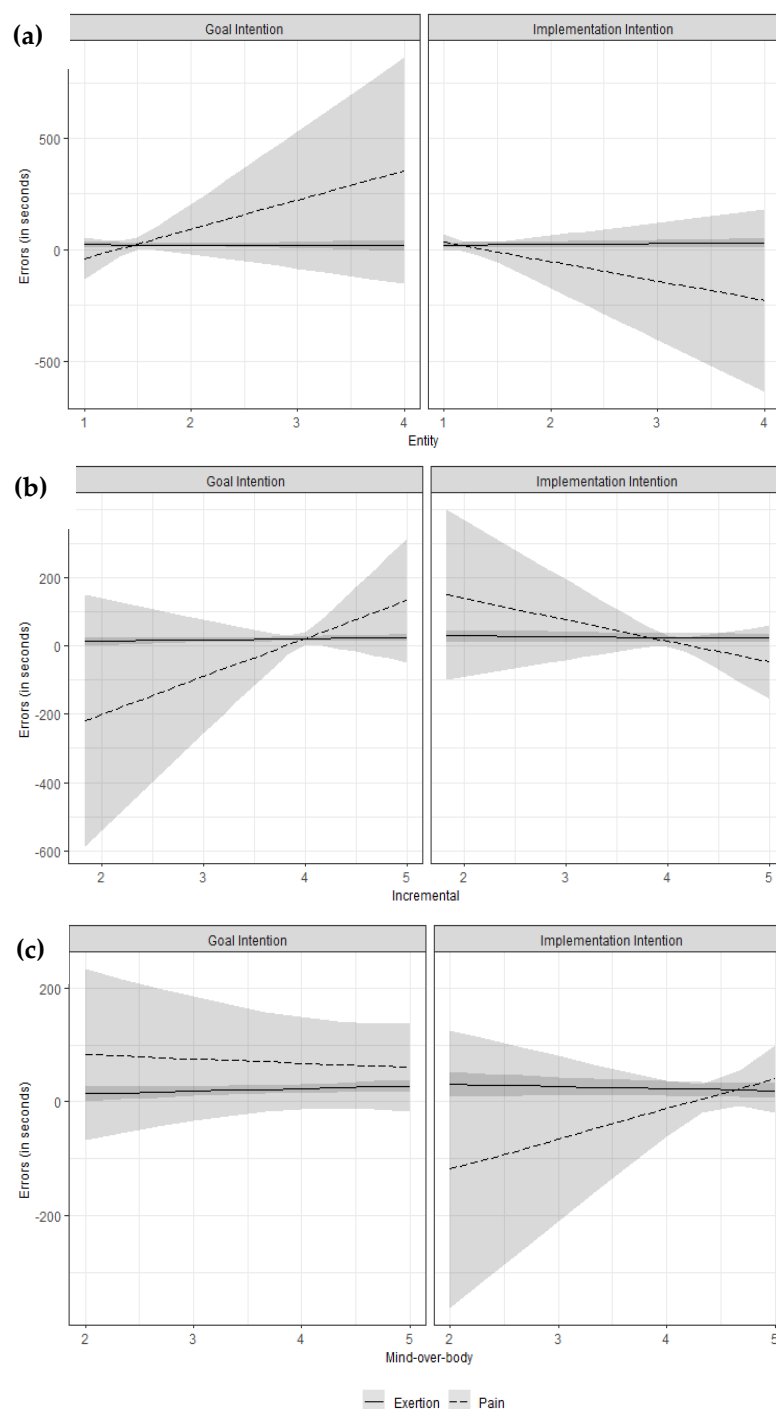 (a)
Goal Intention Implementation Intention
Errors (in seconds)
500
0
-500
1 2 3 4 1 2 3 4
Entity
(b)
Goal Intention Implementation Intention
Errors (in seconds)
200
0
-200
-400
-600
2 3 4 5 2 3 4 5
Incremental
(c)
Goal Intention Implementation Intention
Errors (in seconds)
200
0
-200
2 3 4 5 2 3 4 5
Mind-over-body
Exertion Pain